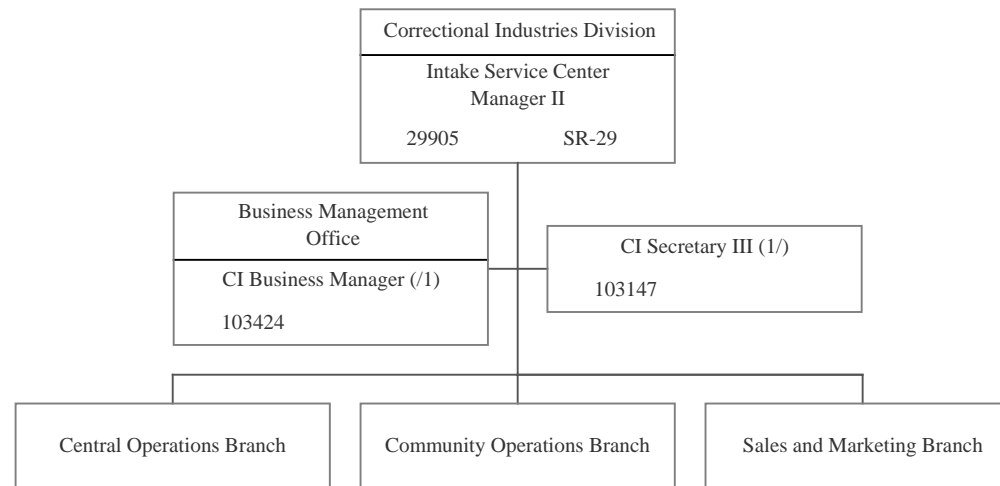 Correctional Industries Division
Intake Service Center
Manager II
29905 SR-29
Business Management
Office
CI Business Manager (/1)
103424
CI Secretary III (1/)
103147
Central Operations Branch
Community Operations Branch
Sales and Marketing Branch